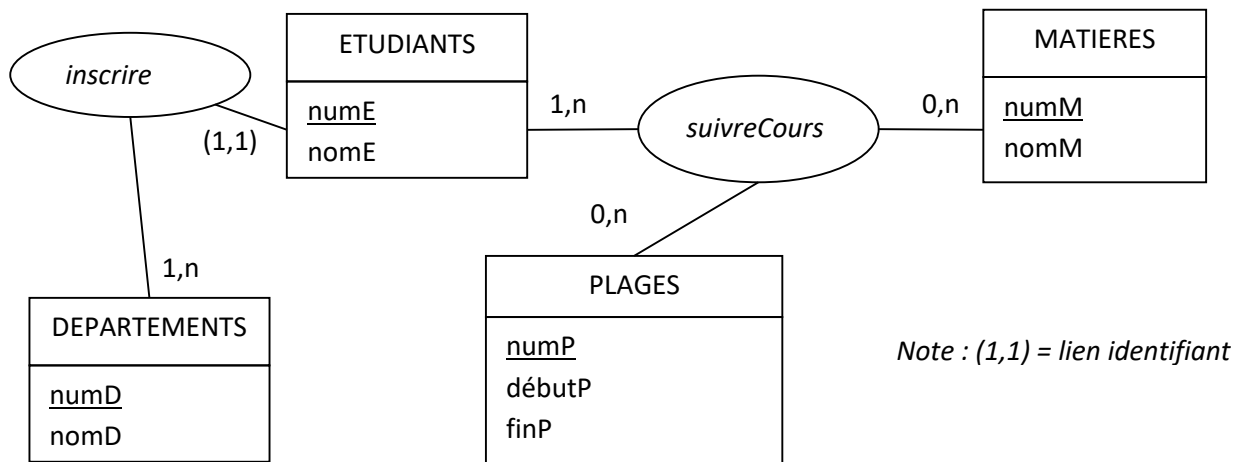 ETUDIANTS
numE
nomE
inscrire
(1,1)
1,n
DEPARTEMENTS
numD
nomD
1,n
suivreCours
0,n
MATIERES
numM
nomM
0,n
PLAGES
numP
débutP
finP
Note : (1,1) = lien identifiant